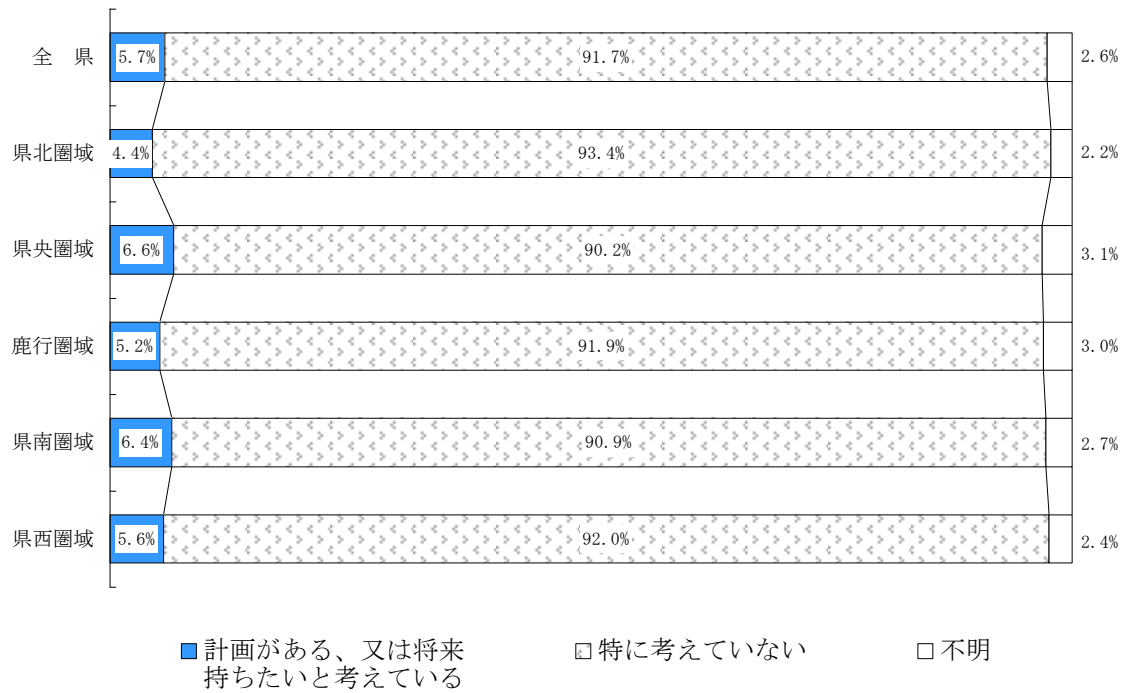 全　県 5.7% 91.7% 2.6%
県北圏域 4.4% 93.4% 2.2%
県央圏域 6.6% 90.2% 3.1%
鹿行圏域 5.2% 91.9% 3.0%
県南圏域 6.4% 90.9% 2.7%
県西圏域 5.6% 92.0% 2.4%
計画がある、又は将来
持ちたいと考えている
特に考えていない
不明